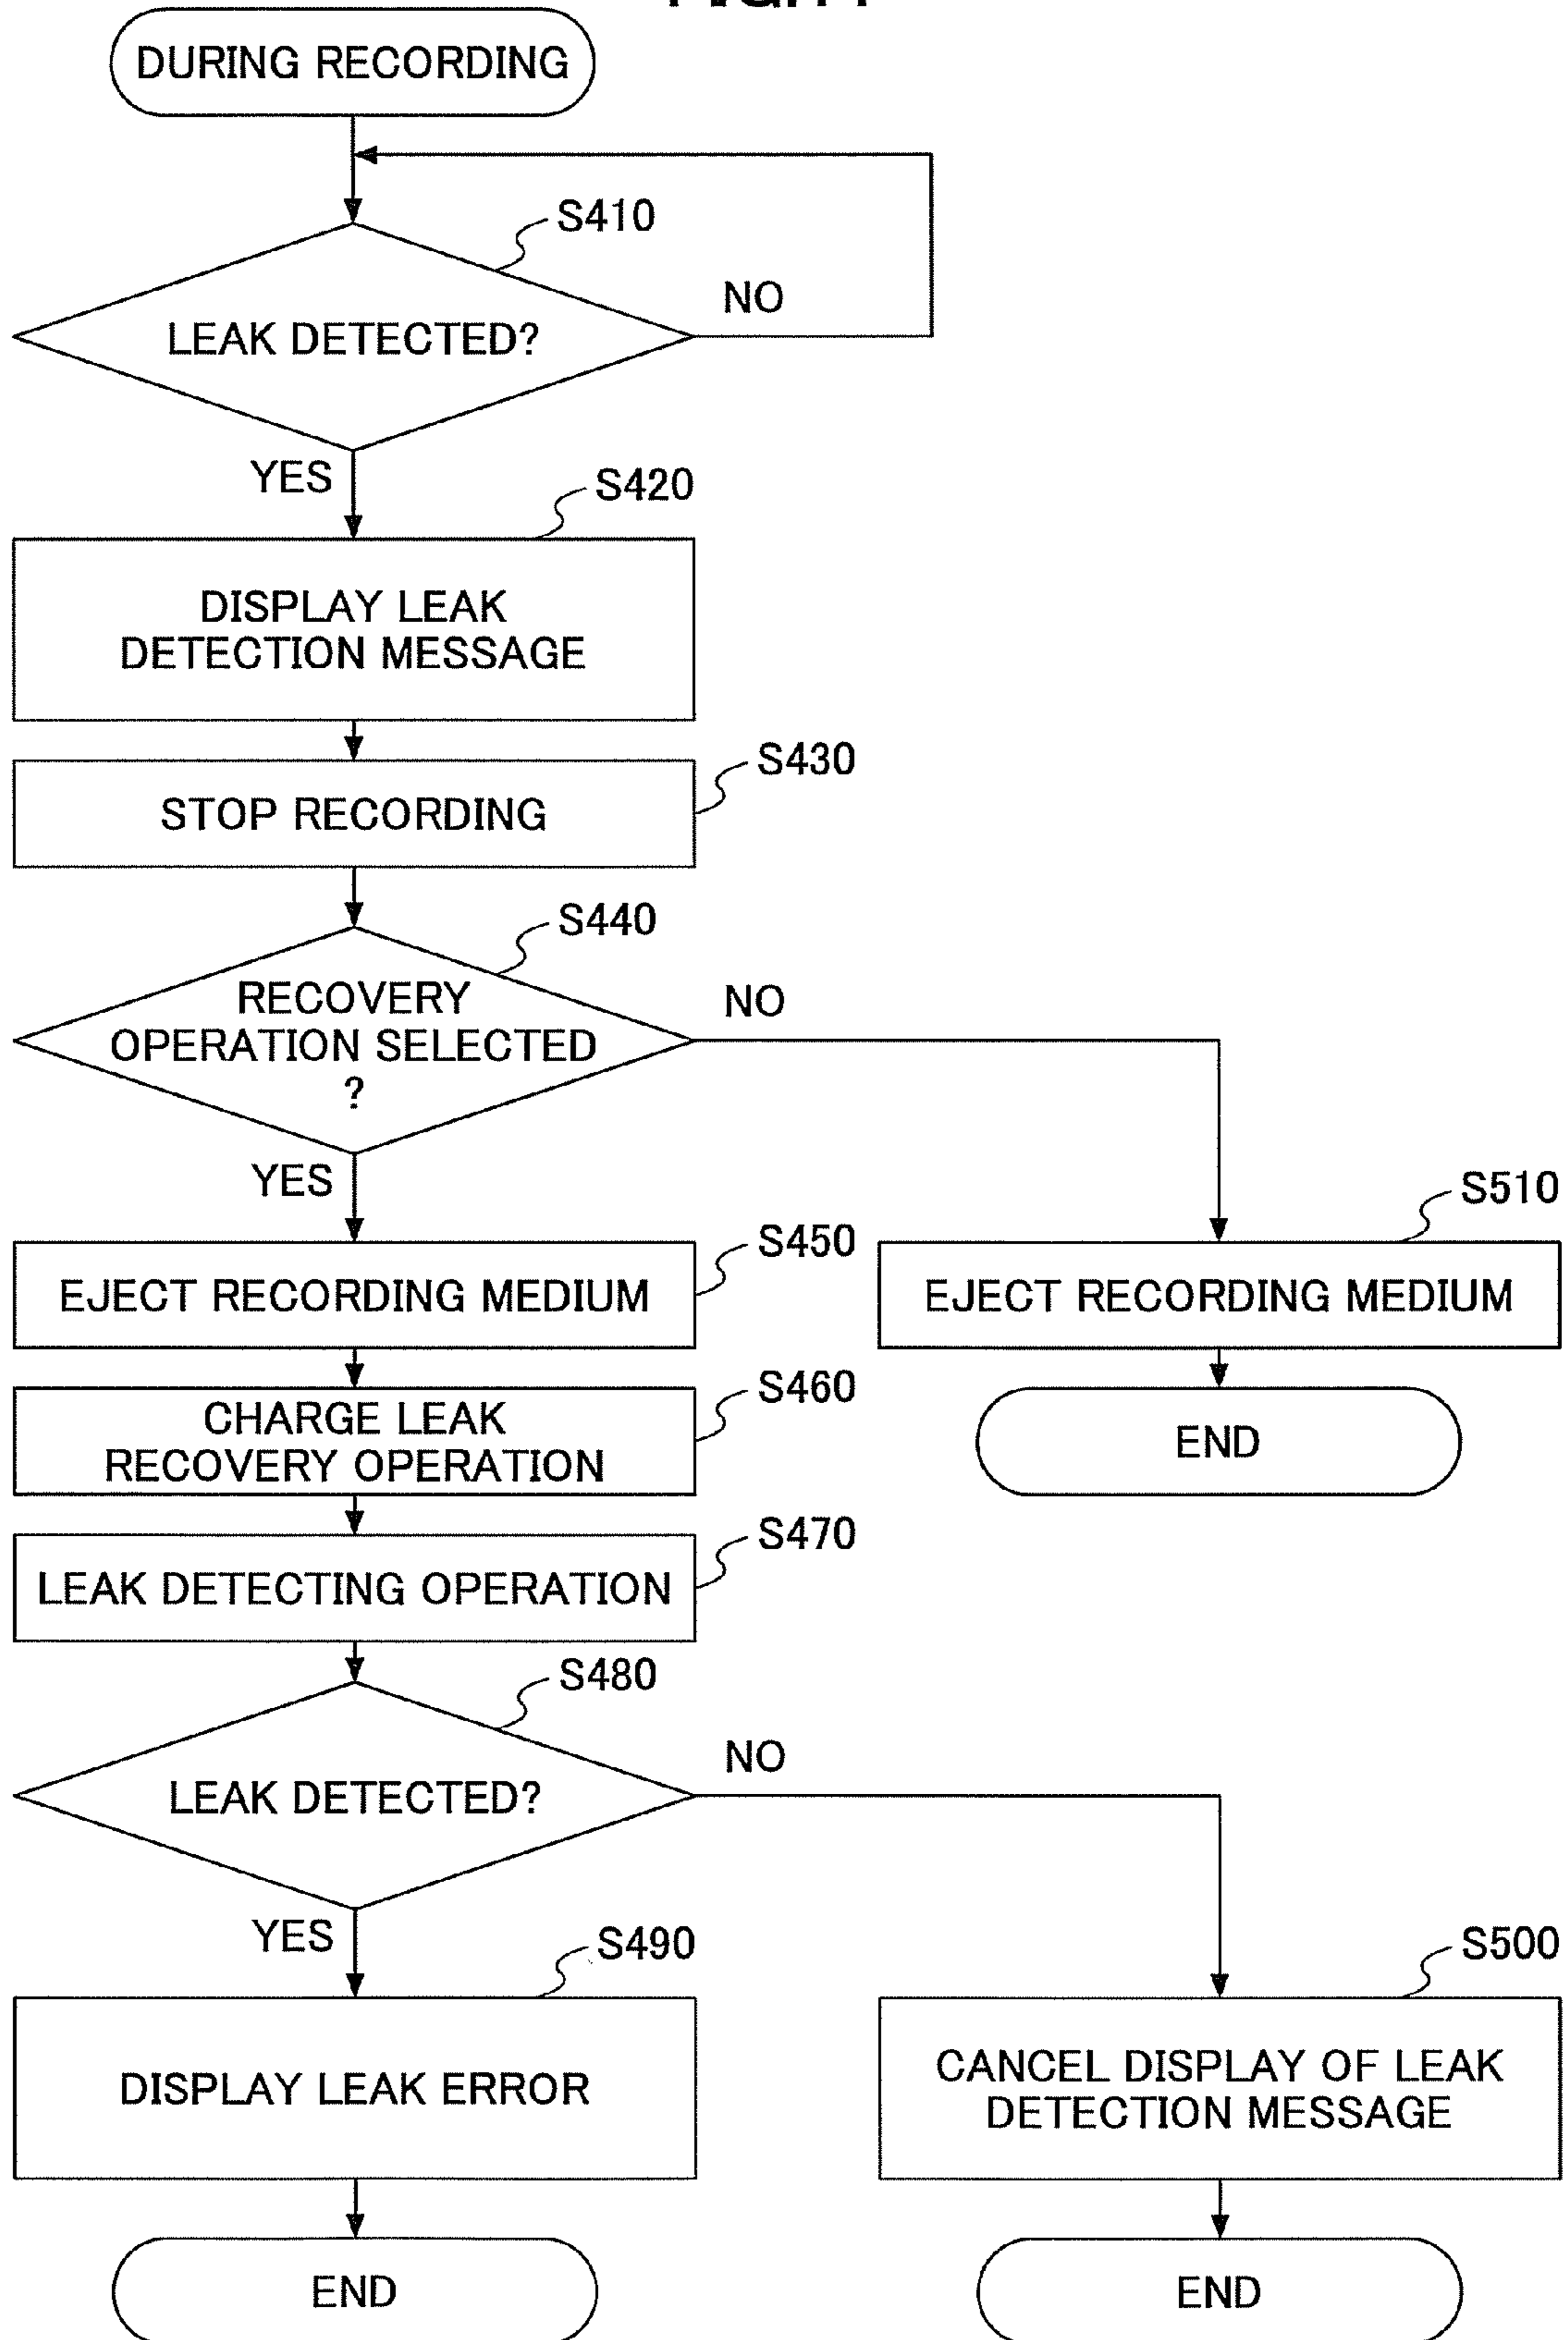 DURING RECORDING
S410
LEAK DETECTED?
NO
YES
S420
DISPLAY LEAK
DETECTION MESSAGE
S430
STOP RECORDING
S440
RECOVERY
OPERATION SELECTED
?
NO
YES
S450
EJECT RECORDING MEDIUM
S510
EJECT RECORDING MEDIUM
S460
CHARGE LEAK
RECOVERY OPERATION
END
S470
LEAK DETECTING OPERATION
S480
LEAK DETECTED?
NO
YES
S490
DISPLAY LEAK ERROR
S500
CANCEL DISPLAY OF LEAK
DETECTION MESSAGE
END
END